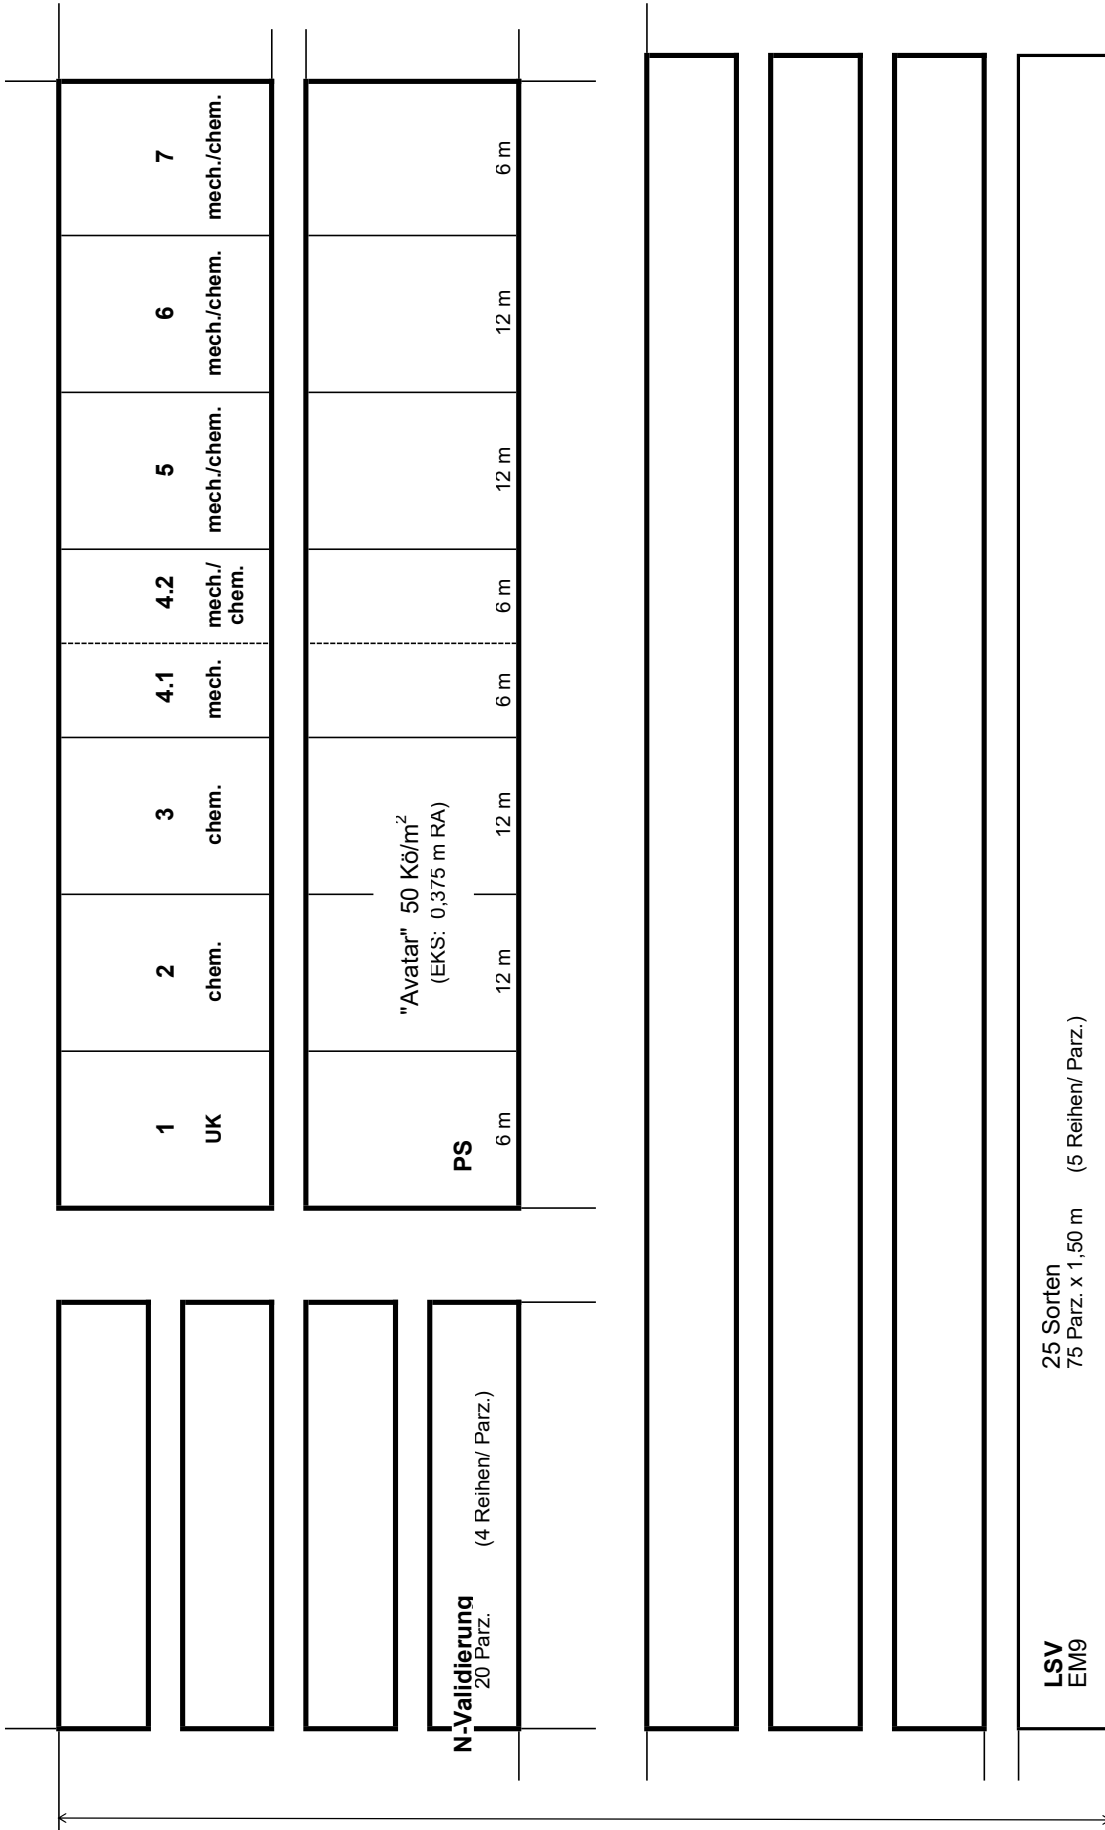 1
UK
2
chem.
3
chem.
4.1
mech.
4.2
mech./
chem.
5
mech./chem.
6
mech./chem.
7
mech./chem.
"Avatar" 50 Kö/m²
(EKS: 0,375 m RA)
PS
6 m
12 m
12 m
6 m
6 m
12 m
12 m
6 m
N-Validierung
20 Parz. (4 Reihen/ Parz.)
25 Sorten
LSV
75 Parz. x 1,50 m (5 Reihen/ Parz.)
EM9